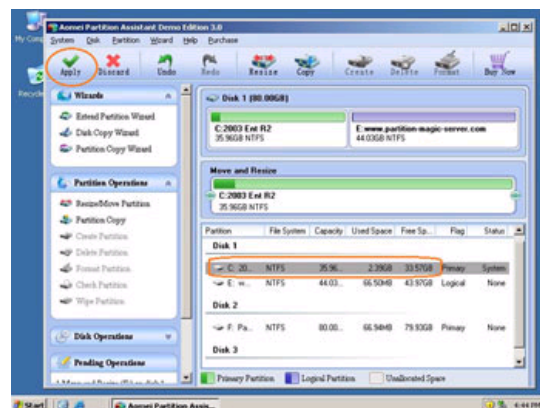 Aomei Partition Assistant Demo Edition 3.0
My Comp
System Disk Partition Wizard Help Purchase
Apply Discard Undo Redo Resize Copy Create Delete Format Buy Now
Recycle
Wizards
Extend Partition Wizard
Disk Copy Wizard
Partition Copy Wizard
Partition Operations
Resize/Move Partition
Partition Copy
Create Partition
Delete Partition
Format Partition
Check Partition
Wipe Partition
Disk Operations
Pending Operations
Disk 1 (80.00GB)
C:2003 Ent R2
35.96GB NTFS
E:www.partition-magic-server.com
44.03GB NTFS
Move and Resize
C:2003 Ent R2
35.96GB NTFS
Partition File System Capacity Used Space Free Sp... Flag Status
Disk 1
C: 20... NTFS 35.96... 2.39GB 33.57GB Primary System
E: w... NTFS 44.03... 66.50MB 43.97GB Logical None
Disk 2
F: Pa... NTFS 80.00... 66.94MB 79.93GB Primary None
Disk 3
Primary Partition Logical Partition Unallocated Space
Start Aomei Partition Assis... 4:44 PM